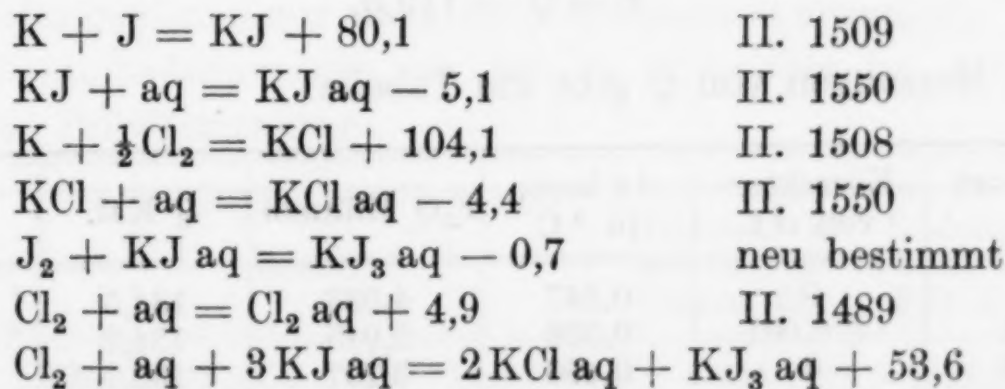 K + J = KJ + 80,1 II. 1509
KJ + aq = KJ aq − 5,1 II. 1550
K + ½Cl₂ = KCl + 104,1 II. 1508
KCl + aq = KCl aq − 4,4 II. 1550
J₂ + KJ aq = KJ₃ aq − 0,7 neu bestimmt
Cl₂ + aq = Cl₂ aq + 4,9 II. 1489
Cl₂ + aq + 3 KJ aq = 2 KCl aq + KJ₃ aq + 53,6